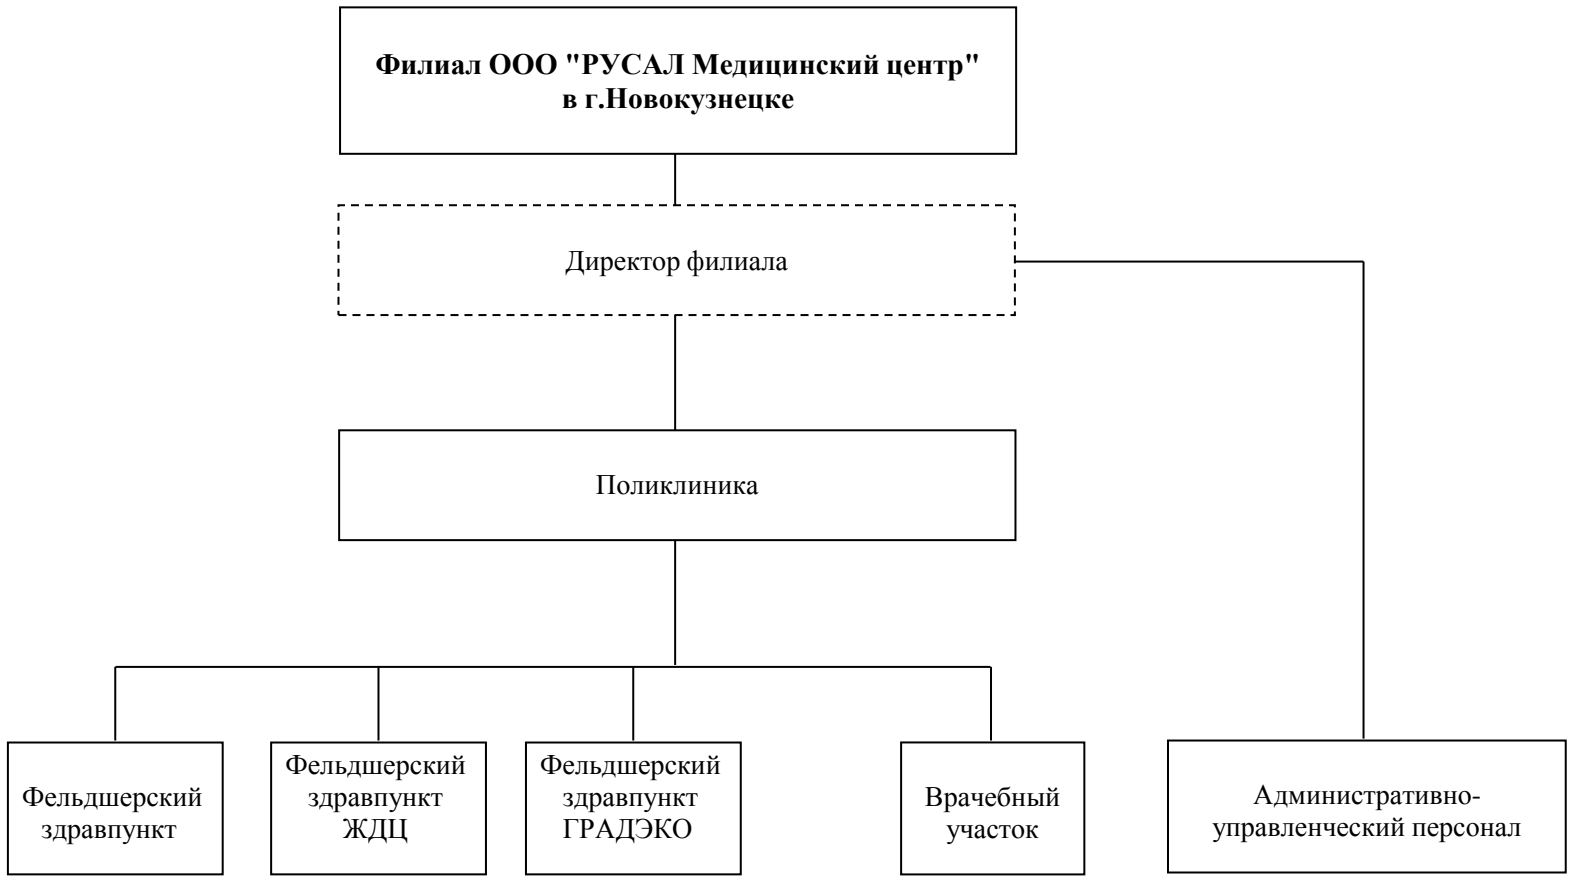 Филиал ООО "РУСАЛ Медицинский центр"
в г.Новокузнецке
Директор филиала
Поликлиника
Фельдшерский
здравпункт
Фельдшерский
здравпункт
ЖДЦ
Фельдшерский
здравпункт
ГРАДЭКО
Врачебный
участок
Административно-
управленческий персонал